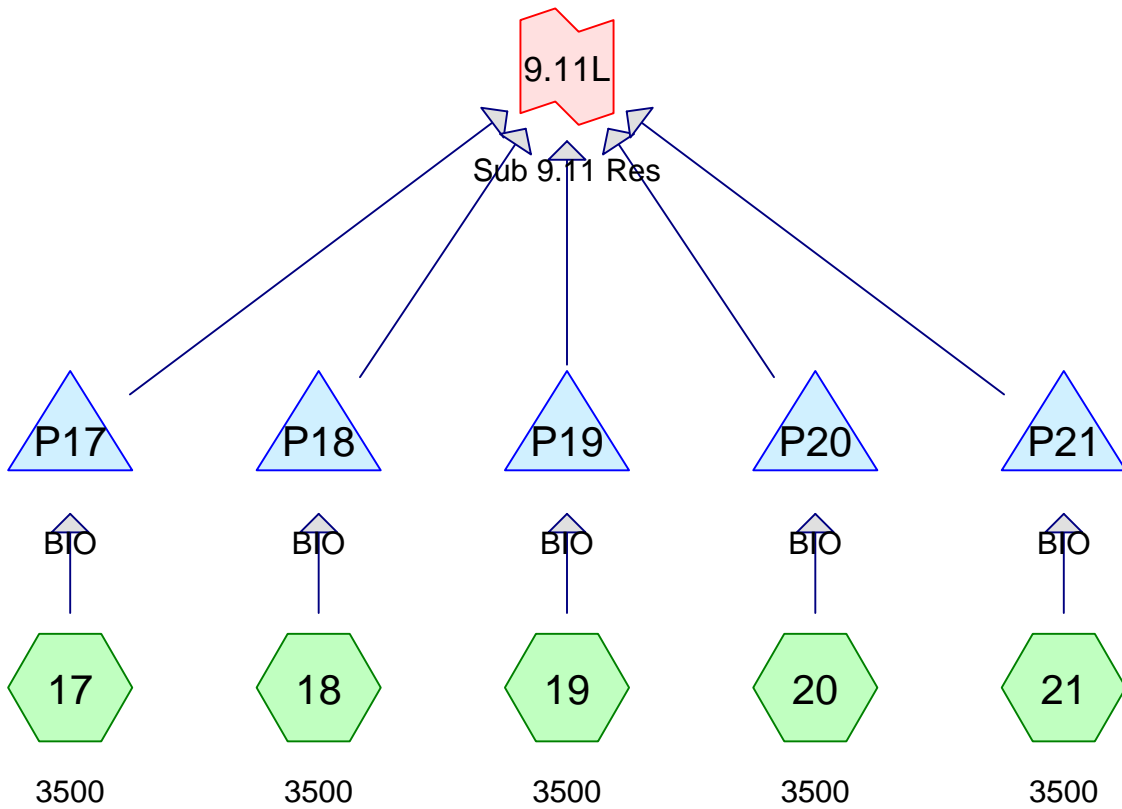 9.11L
Sub 9.11 Res
P17 P18 P19 P20 P21
BIO BIO BIO BIO BIO
17 18 19 20 21
3500 3500 3500 3500 3500